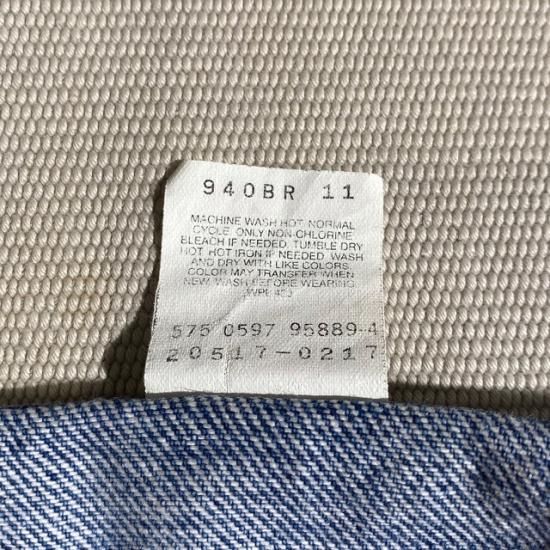 940BR 11
MACHINE WASH HOT, NORMAL
CYCLE. ONLY NON-CHLORINE
BLEACH IF NEEDED. TUMBLE DRY
HOT. HOT IRON IF NEEDED. WASH
AND DRY WITH LIKE COLORS.
COLOR MAY TRANSFER WHEN
NEW. WASH BEFORE WEARING.
WPL 423
575 0597 95889-4
20517-0217